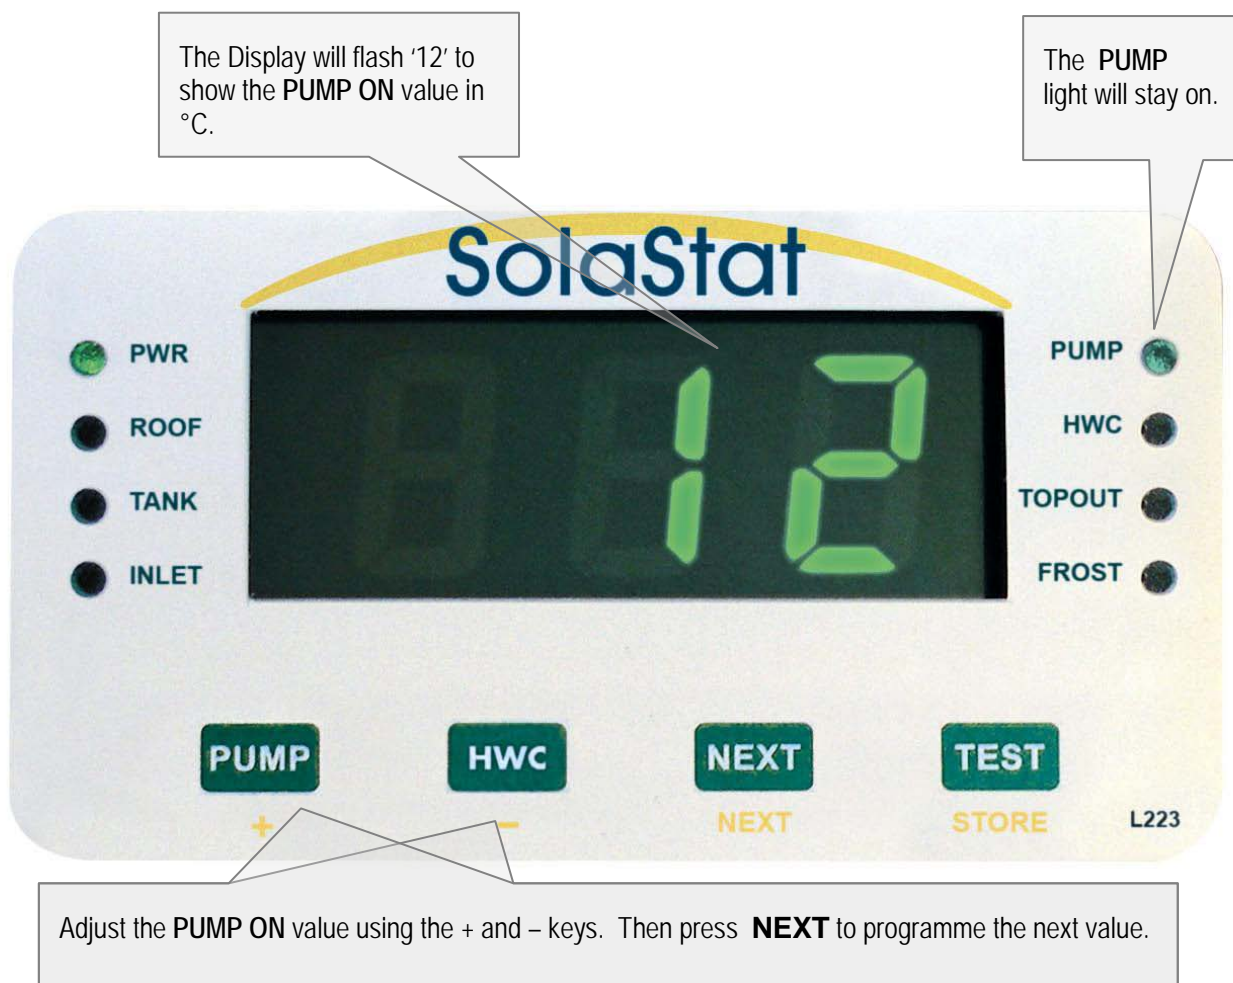 The Display will flash ‘12’ to
show the PUMP ON value in
°C.
The PUMP
light will stay on.
SolaStat
PWR
ROOF
TANK
INLET
12
PUMP
HWC
TOPOUT
FROST
PUMP
HWC
NEXT
TEST
+
–
NEXT
STORE
L223
Adjust the PUMP ON value using the + and – keys. Then press NEXT to programme the next value.